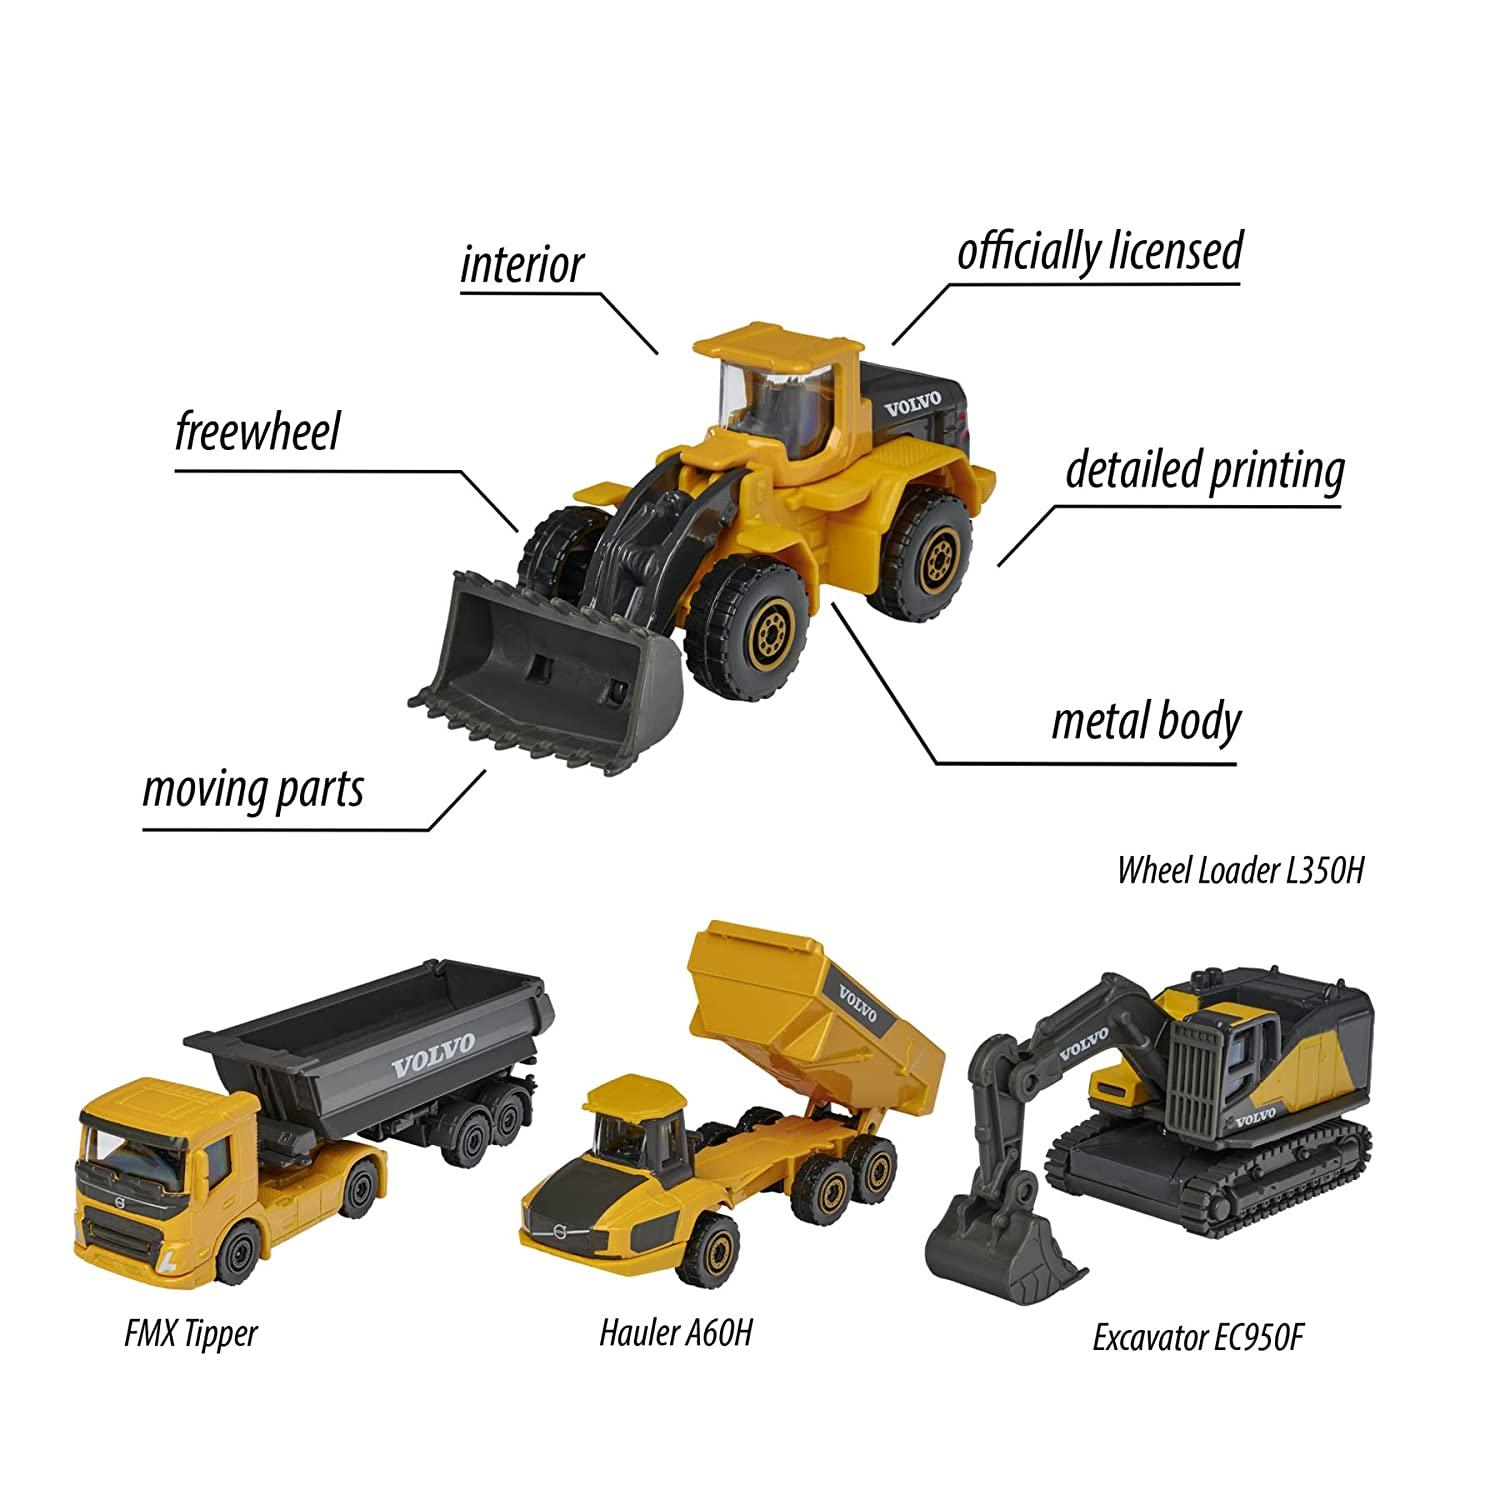 interior
officially licensed
VOLVO
freewheel
detailed printing
metal body
moving parts
Wheel Loader L350H
VOLVO
VOLVO
VOLVO
VOLVO
FMX Tipper
Hauler A60H
Excavator EC950F